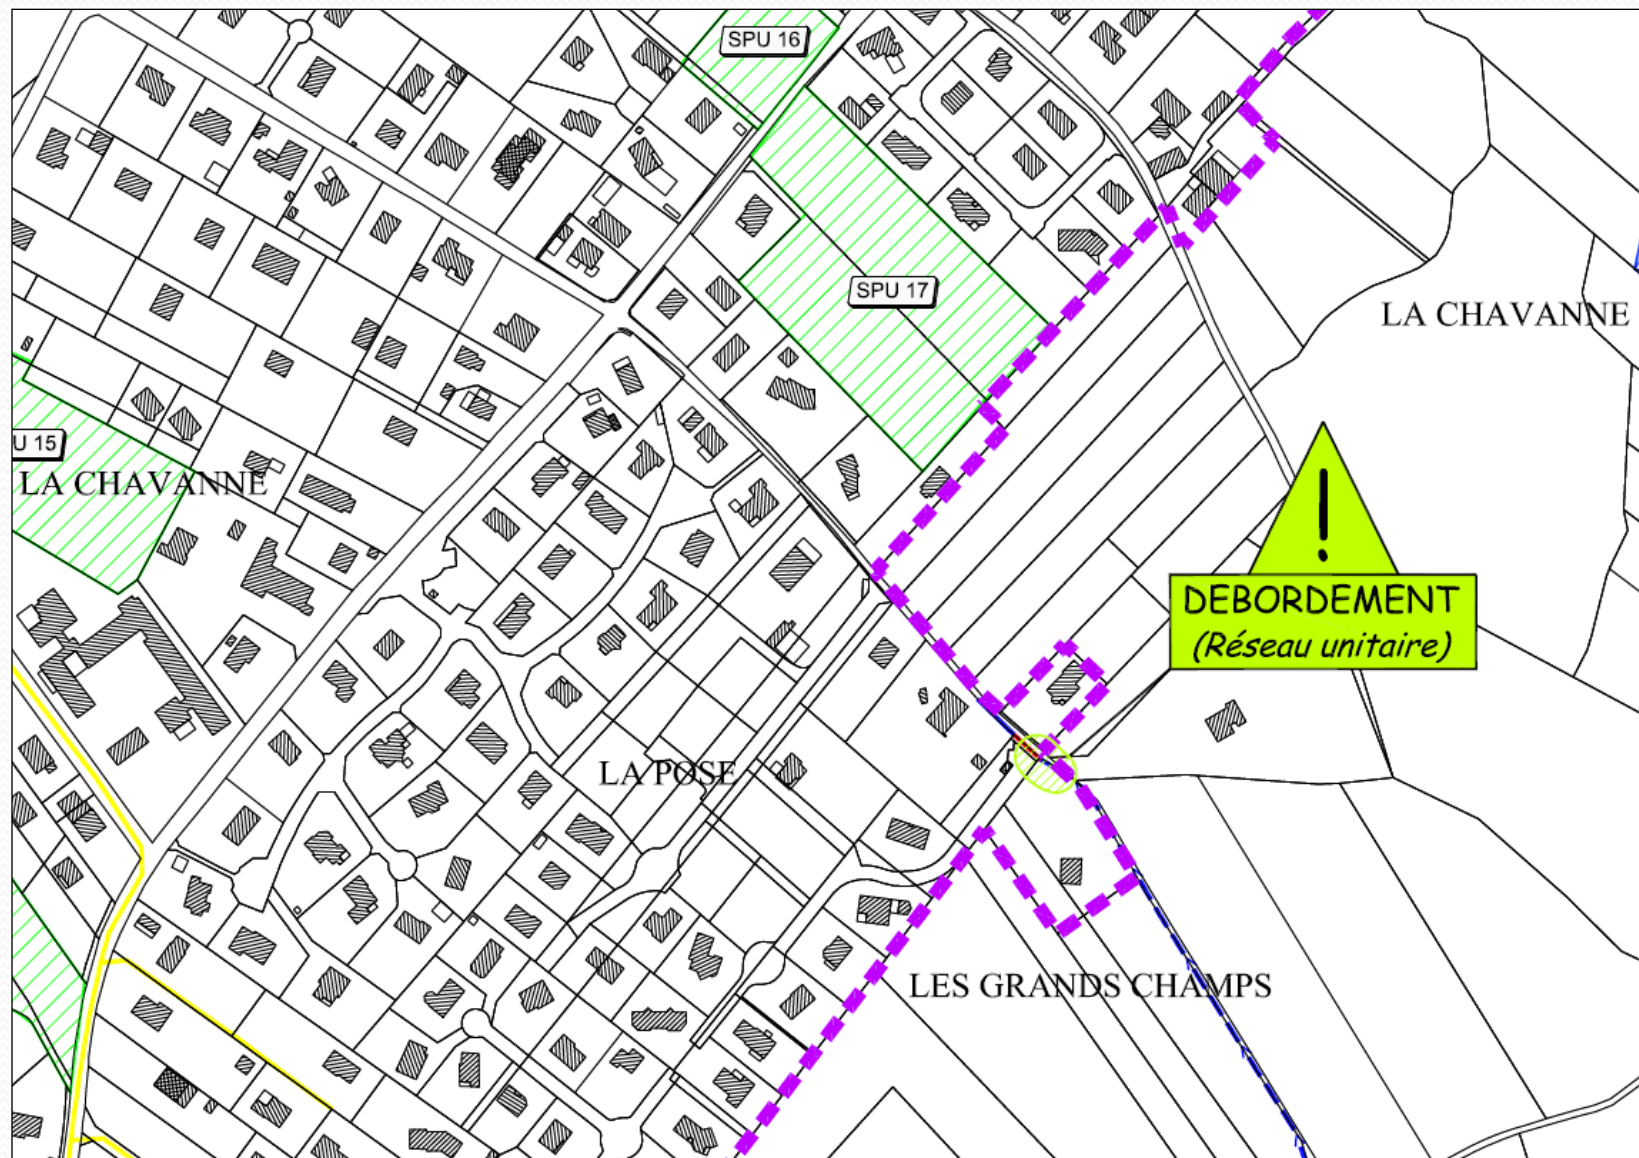 SPU 16
SPU 17
LA CHAVANNE
U 15
LA CHAVANNE
!
DEBORDEMENT
(Réseau unitaire)
LA POSE
LES GRANDS CHAMPS